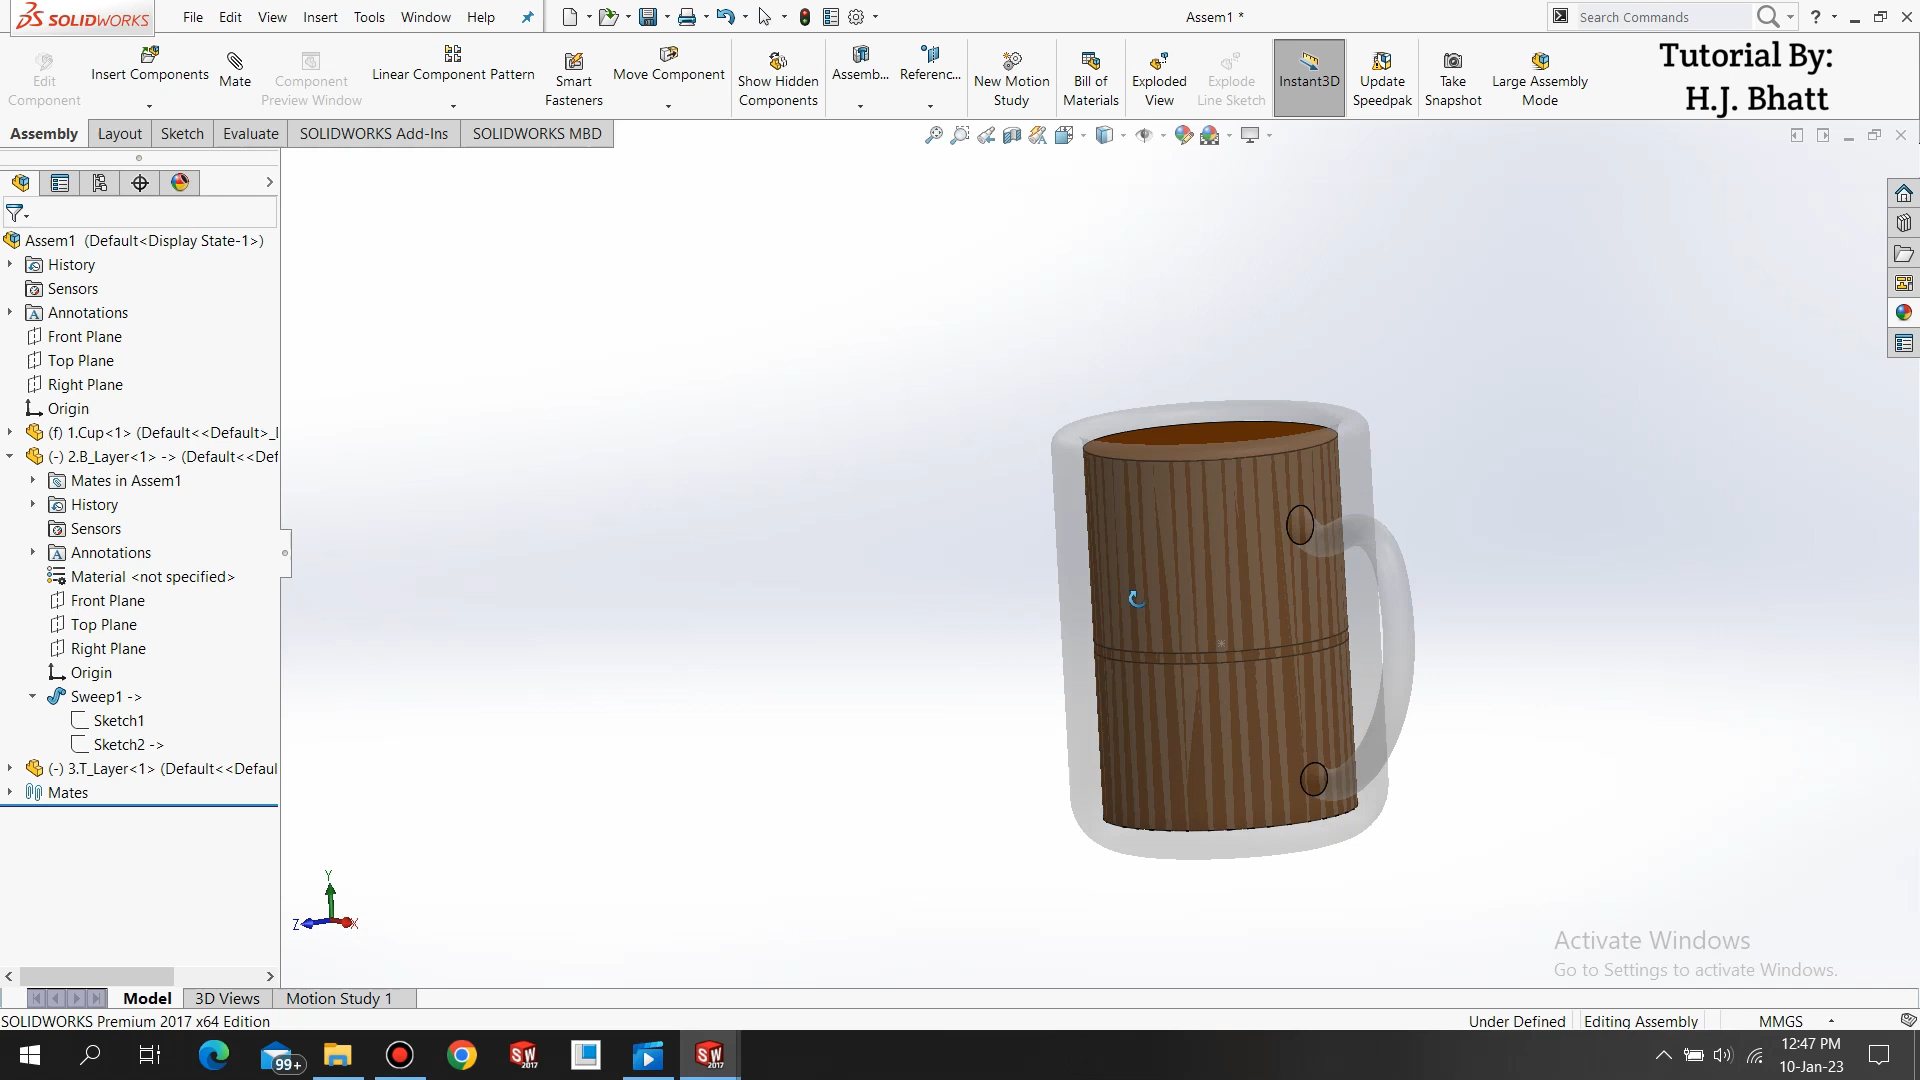 SOLIDWORKS
File Edit View Insert Tools Window Help
Assem1 *
Search Commands
Edit Component
Insert Components
Mate
Component Preview Window
Linear Component Pattern
Smart Fasteners
Move Component
Show Hidden Components
Assemb...
Referenc...
New Motion Study
Bill of Materials
Exploded View
Explode Line Sketch
Instant3D
Update Speedpak
Take Snapshot
Large Assembly Mode
Tutorial By:
H.J. Bhatt
Assembly Layout Sketch Evaluate SOLIDWORKS Add-Ins SOLIDWORKS MBD
Assem1 (Default<Display State-1>)
History
Sensors
Annotations
Front Plane
Top Plane
Right Plane
Origin
(f) 1.Cup<1> (Default<<Default>_
(-) 2.B_Layer<1> -> (Default<<Def
Mates in Assem1
History
Sensors
Annotations
Material <not specified>
Front Plane
Top Plane
Right Plane
Origin
Sweep1 ->
Sketch1
Sketch2 ->
(-) 3.T_Layer<1> (Default<<Defaul
Mates
Y
Z X
Activate Windows
Go to Settings to activate Windows.
Model 3D Views Motion Study 1
SOLIDWORKS Premium 2017 x64 Edition
Under Defined Editing Assembly MMGS
99+
SW 2017
SW 2017
12:47 PM
10-Jan-23